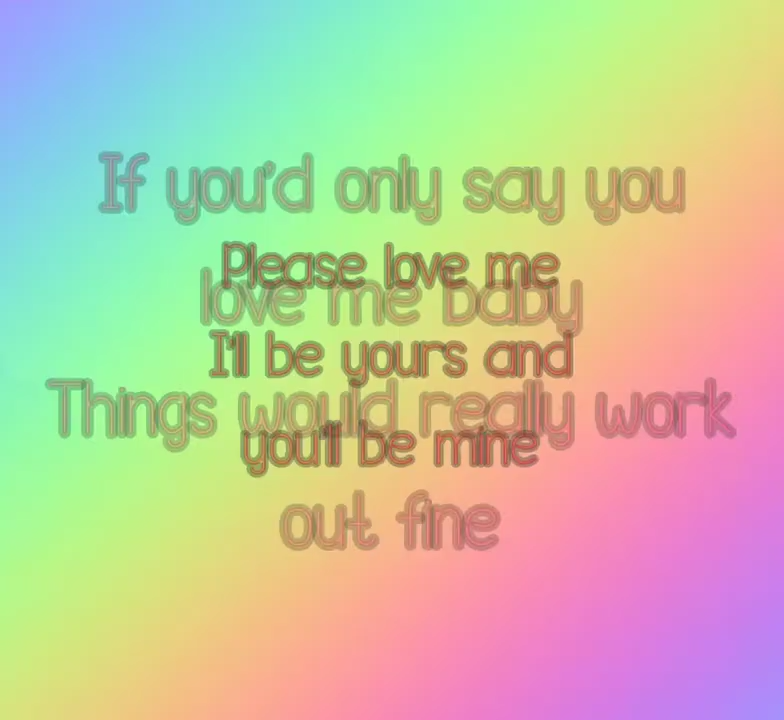 If you'd only say you
Please love me
love me baby
I'll be yours and
Things would really work
you'll be mine
out fine